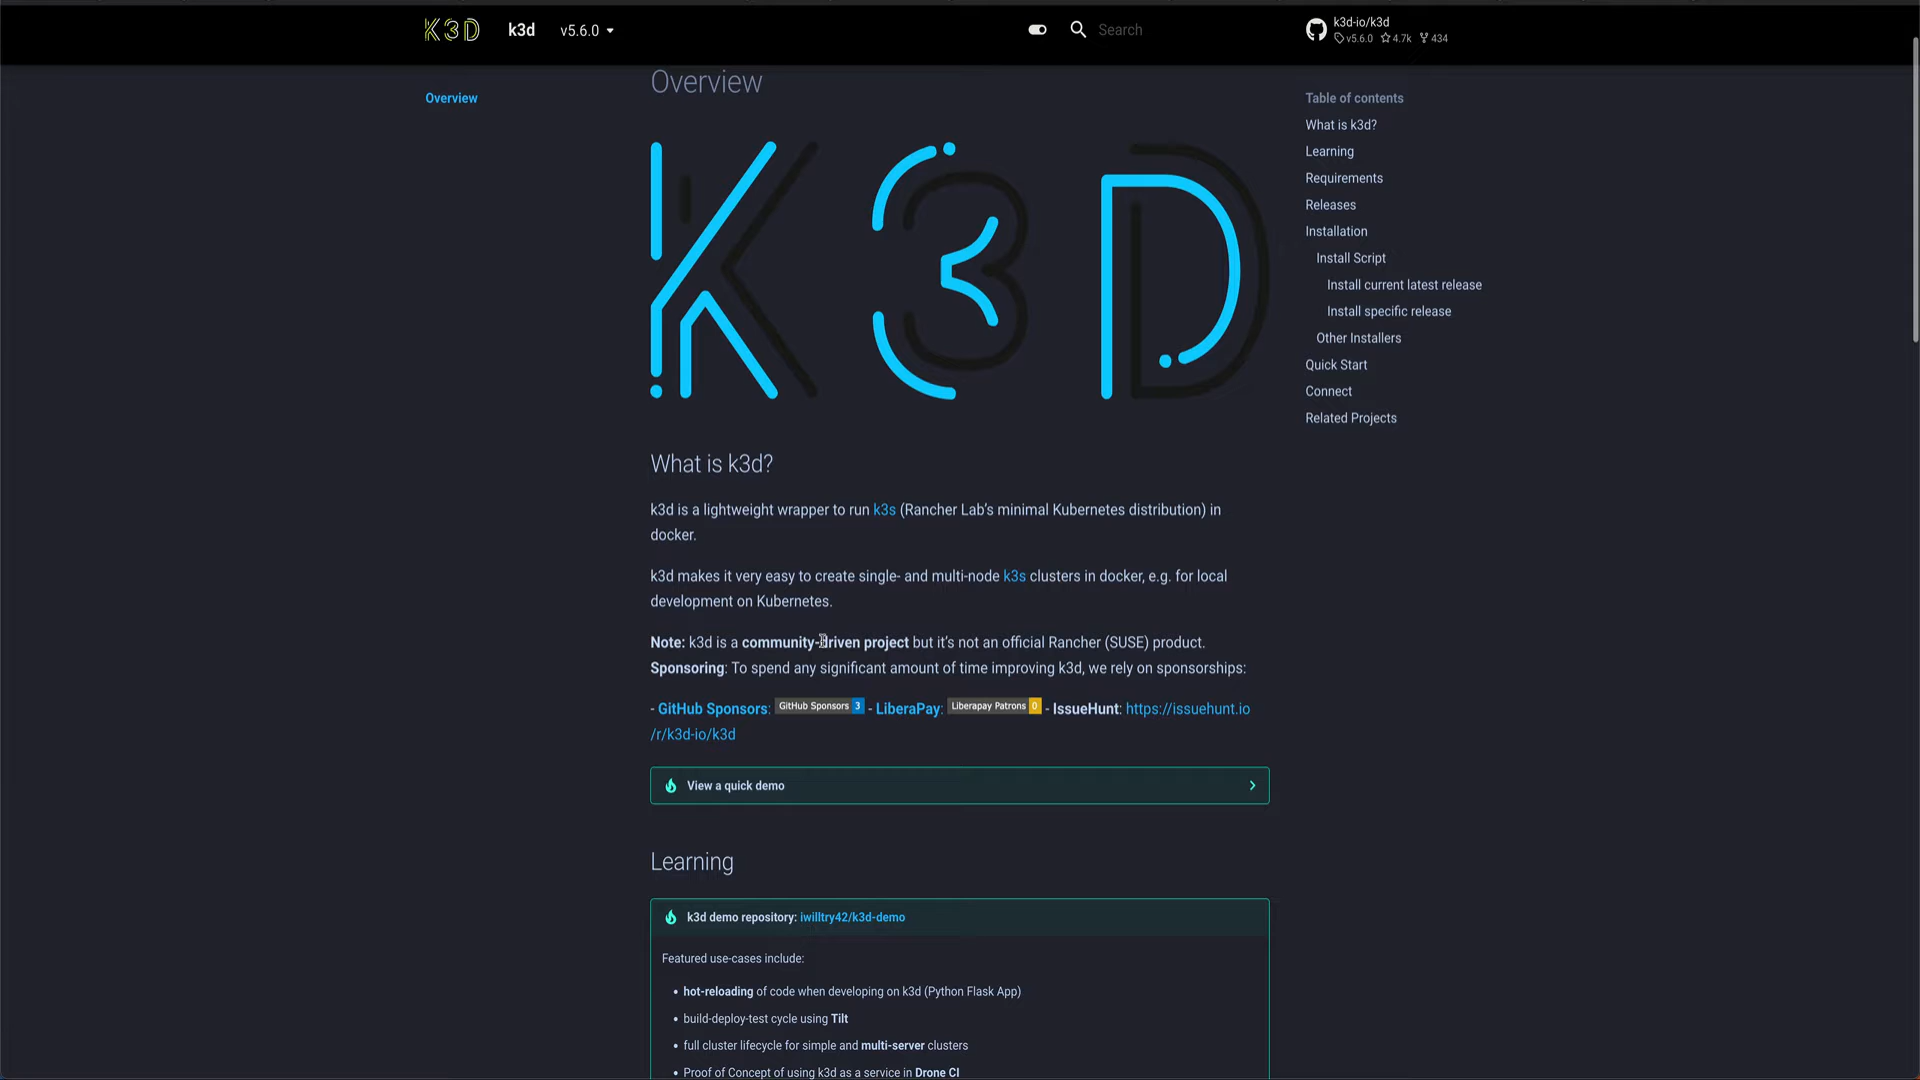 K3D
k3d
v5.6.0
Search
k3d-io/k3d
v5.6.0 4.7k 434
Overview
Overview
K3D
What is k3d?
k3d is a lightweight wrapper to run k3s (Rancher Lab's minimal Kubernetes distribution) in
docker.
k3d makes it very easy to create single- and multi-node k3s clusters in docker, e.g. for local
development on Kubernetes.
Note: k3d is a community-driven project but it's not an official Rancher (SUSE) product.
Sponsoring: To spend any significant amount of time improving k3d, we rely on sponsorships:
- GitHub Sponsors: GitHub Sponsors 3 - LiberaPay: Liberapay Patrons 0 - IssueHunt: https://issuehunt.io
/r/k3d-io/k3d
View a quick demo
Learning
k3d demo repository: iwilltry42/k3d-demo
Featured use-cases include:
• hot-reloading of code when developing on k3d (Python Flask App)
• build-deploy-test cycle using Tilt
• full cluster lifecycle for simple and multi-server clusters
• Proof of Concept of using k3d as a service in Drone CI
Table of contents
What is k3d?
Learning
Requirements
Releases
Installation
Install Script
Install current latest release
Install specific release
Other Installers
Quick Start
Connect
Related Projects